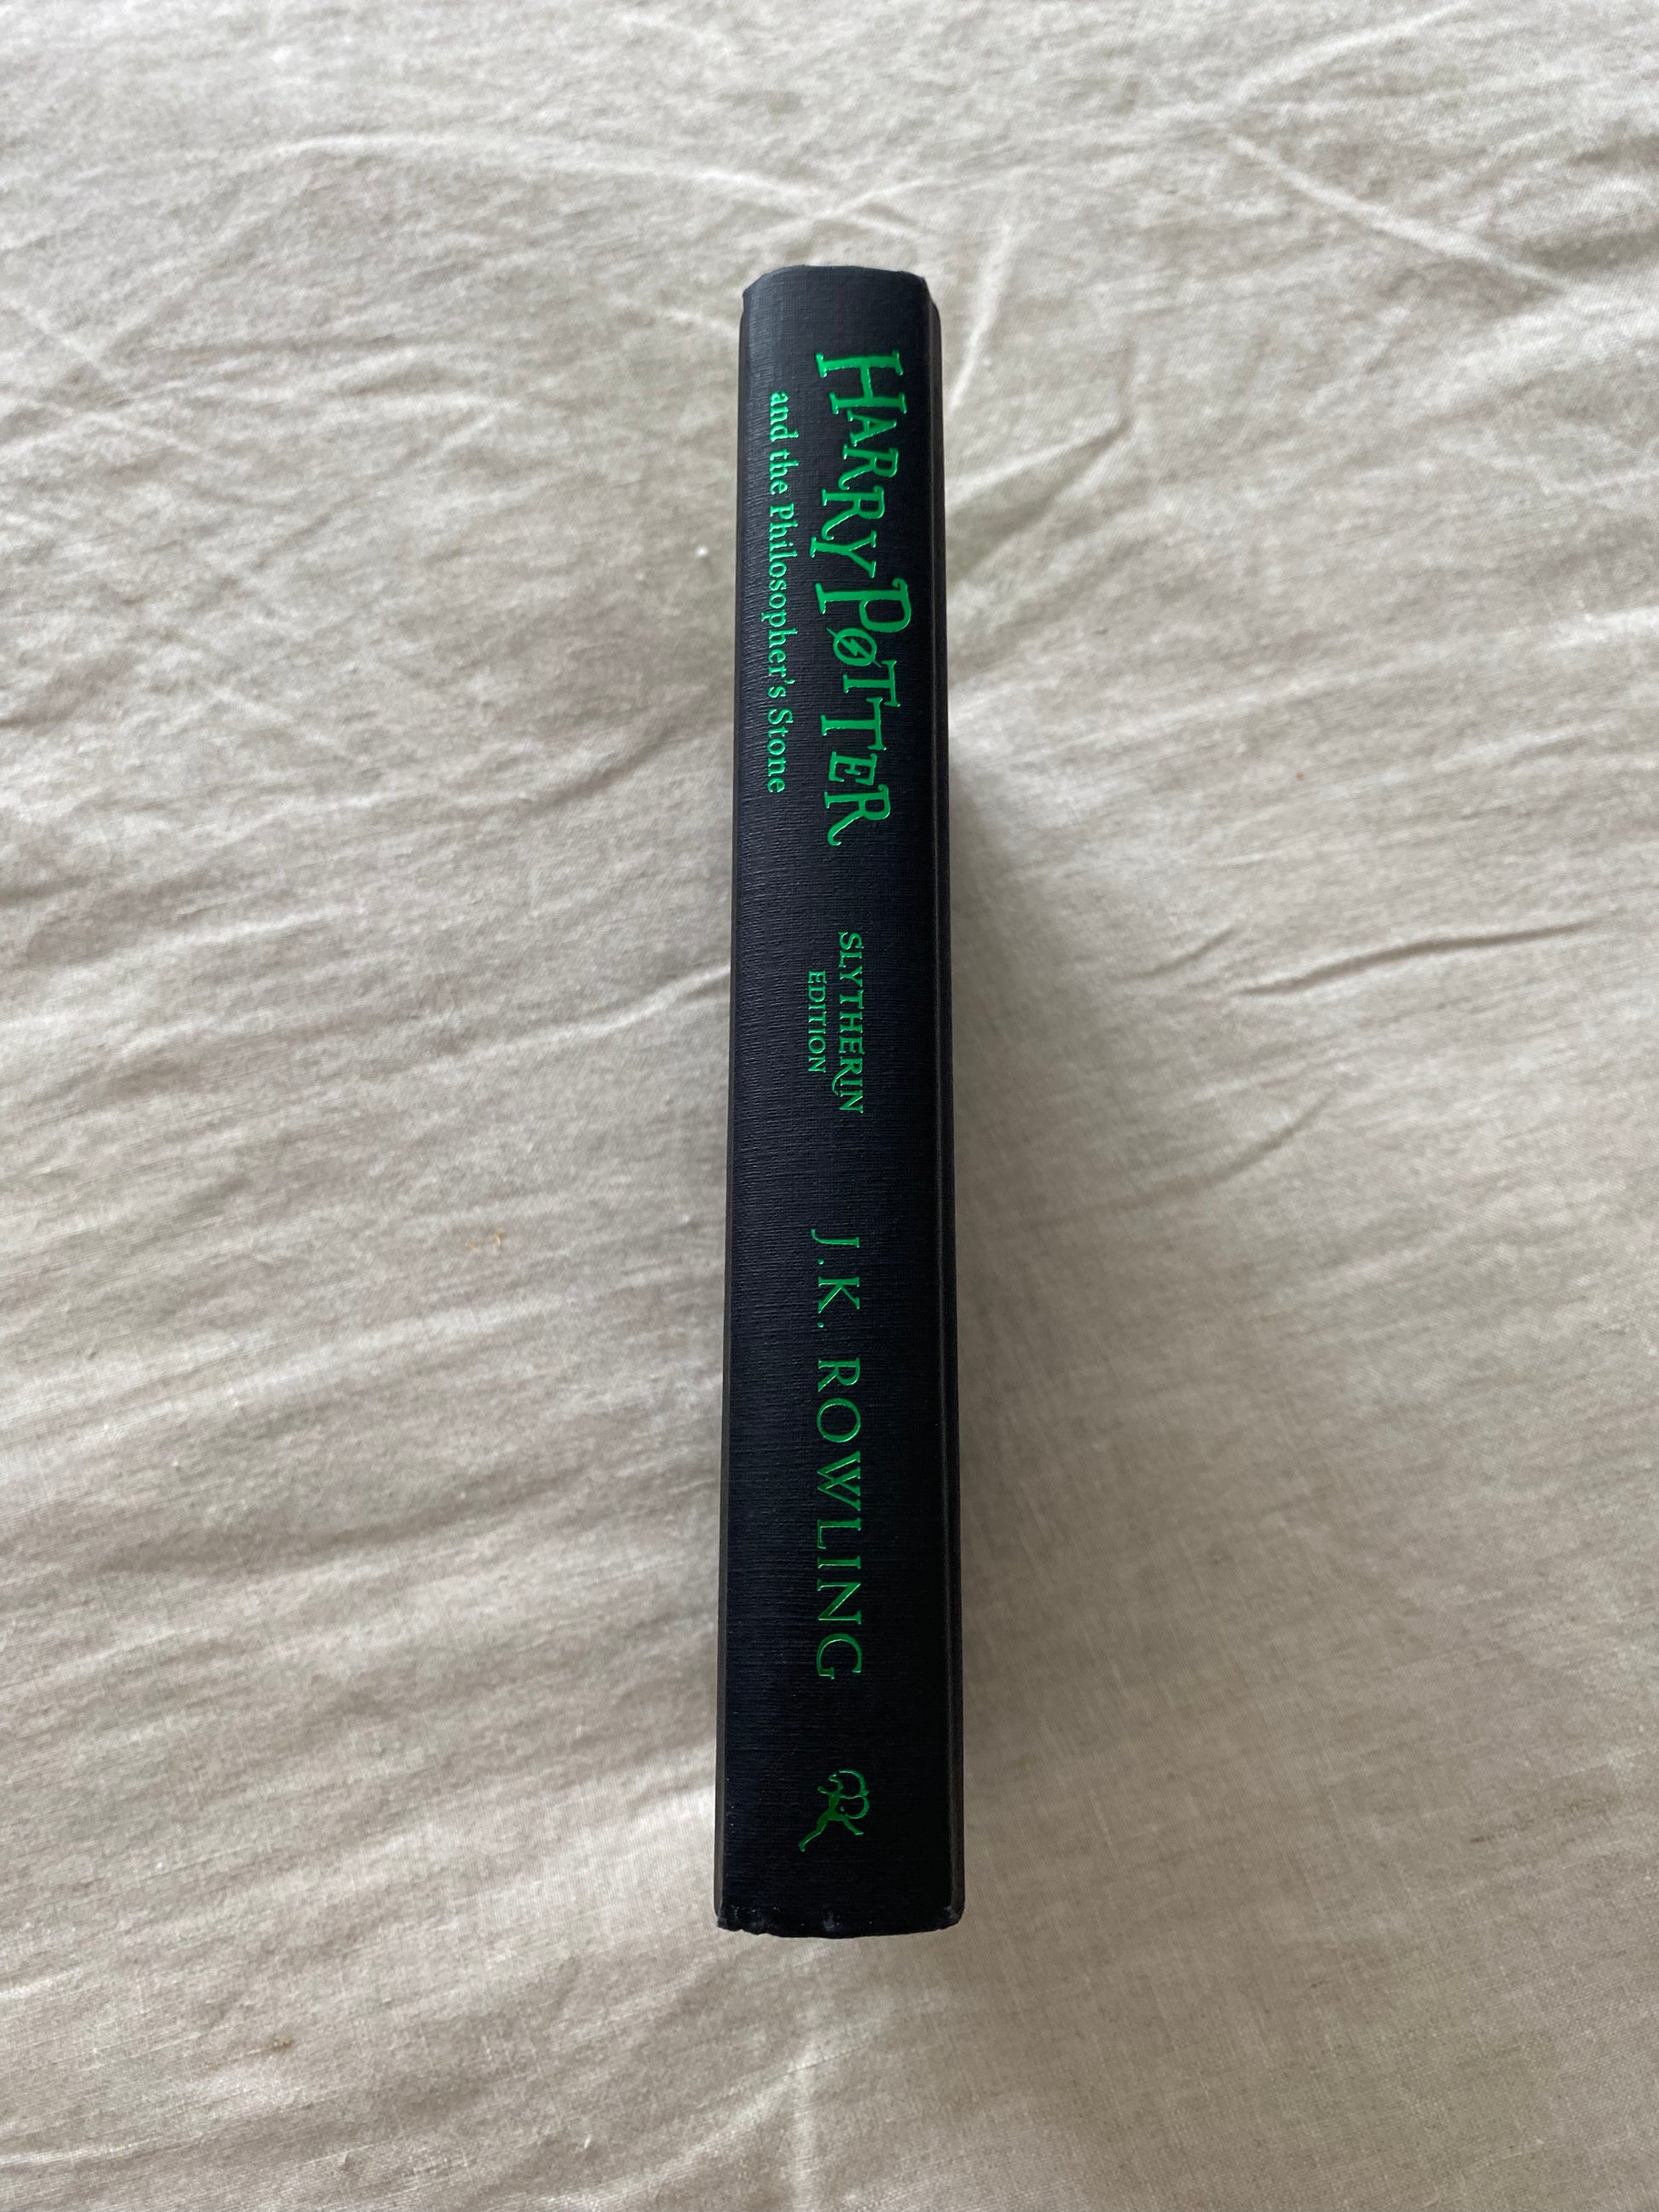 HARRY POTTER
and the Philosopher's Stone
SLYTHERIN
EDITION
J.K. ROWLING